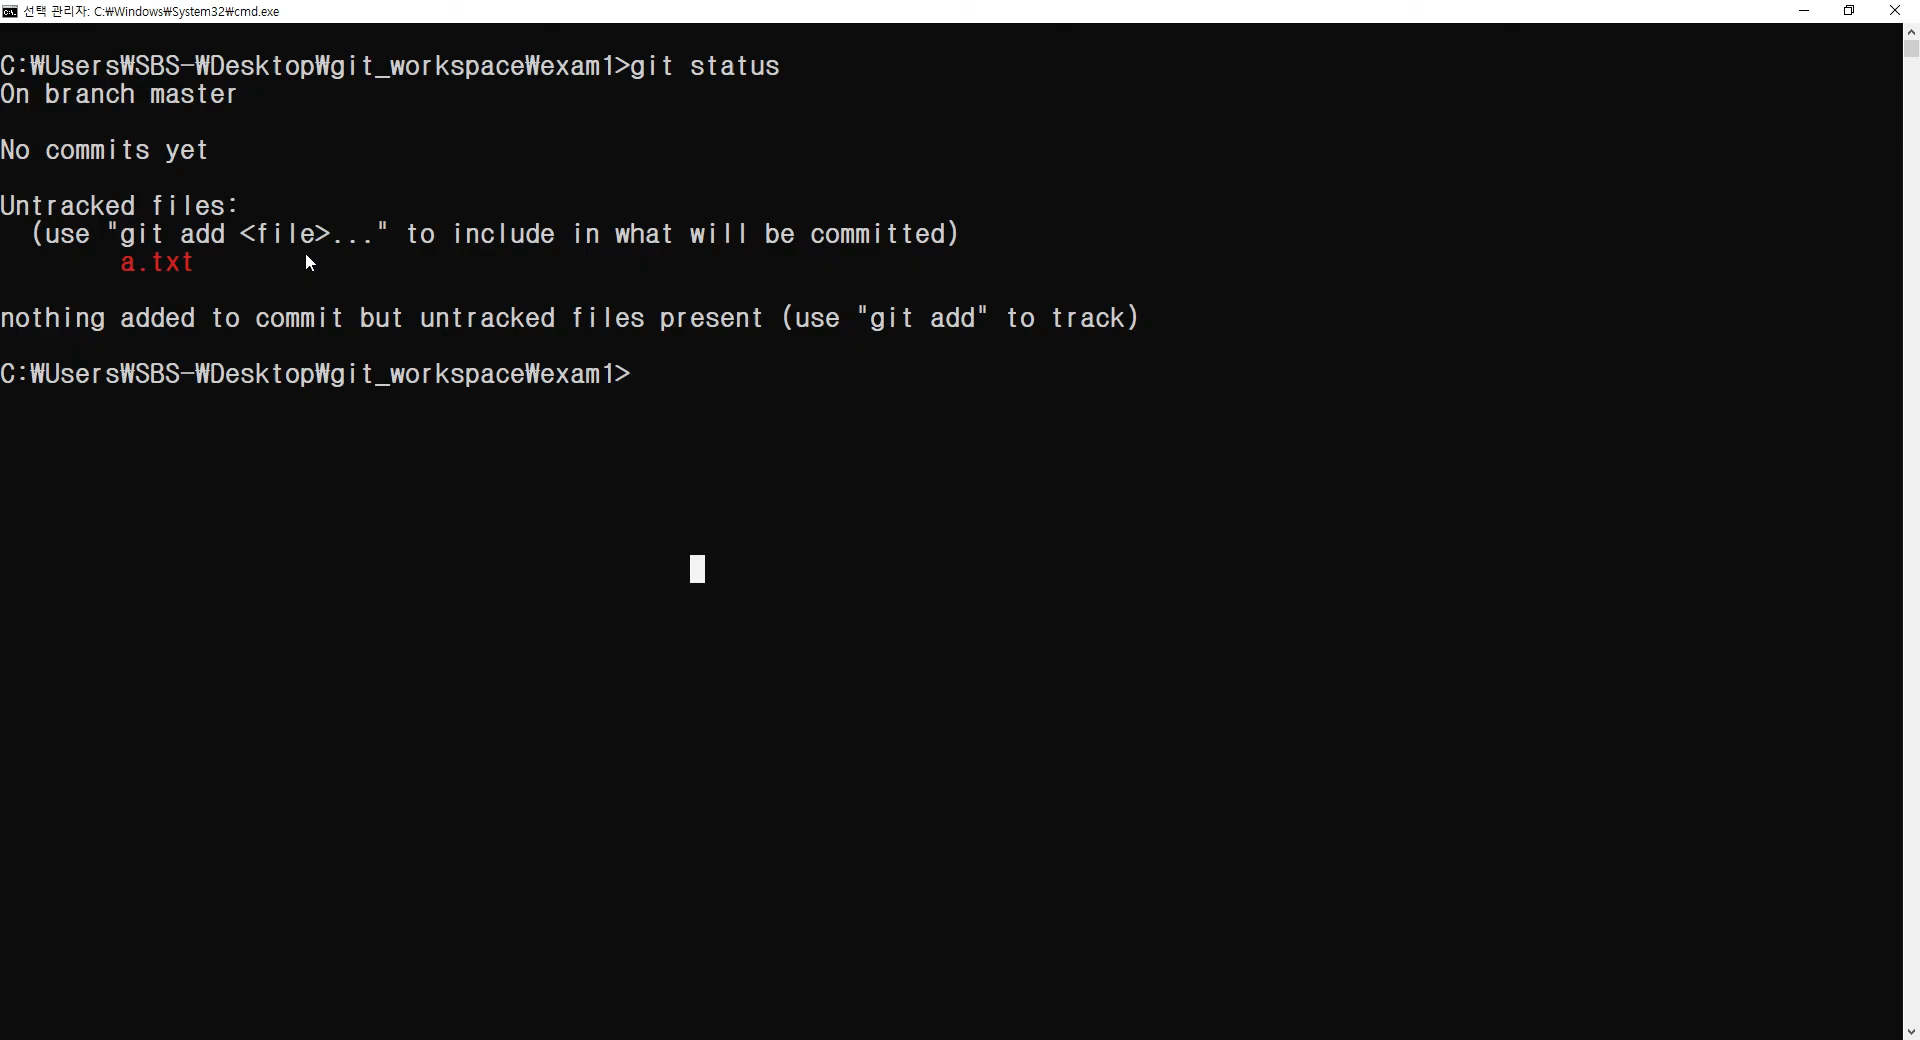 선택 관리자: C:\Windows\System32\cmd.exe
C:\Users\SBS-\Desktop\git_workspace\exam1>git status
On branch master
No commits yet
Untracked files:
(use "git add <file>..." to include in what will be committed)
a.txt
nothing added to commit but untracked files present (use "git add" to track)
C:\Users\SBS-\Desktop\git_workspace\exam1>